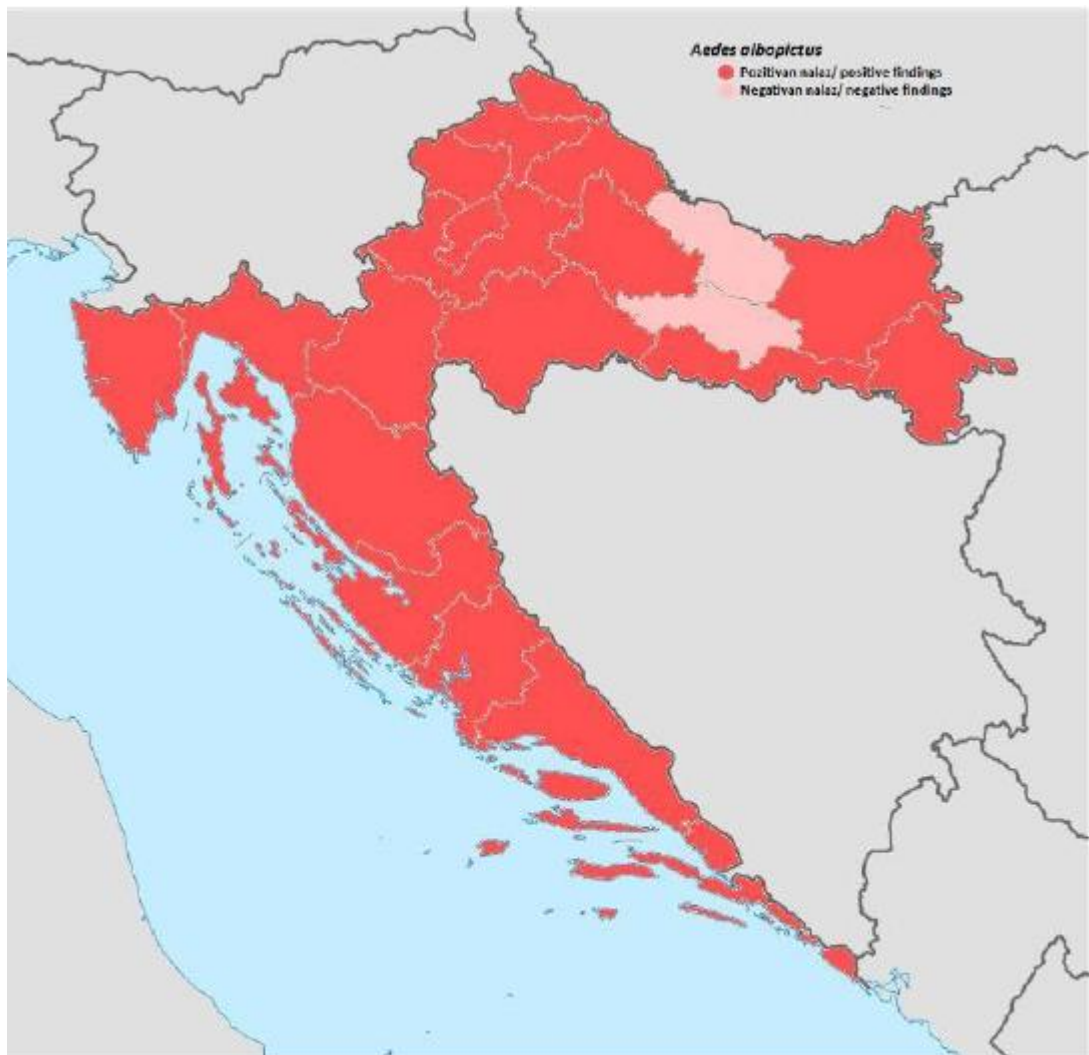 Aedes albopictus
Pozitivan nalaz/ positive findings
Negativan nalaz/ negative findings